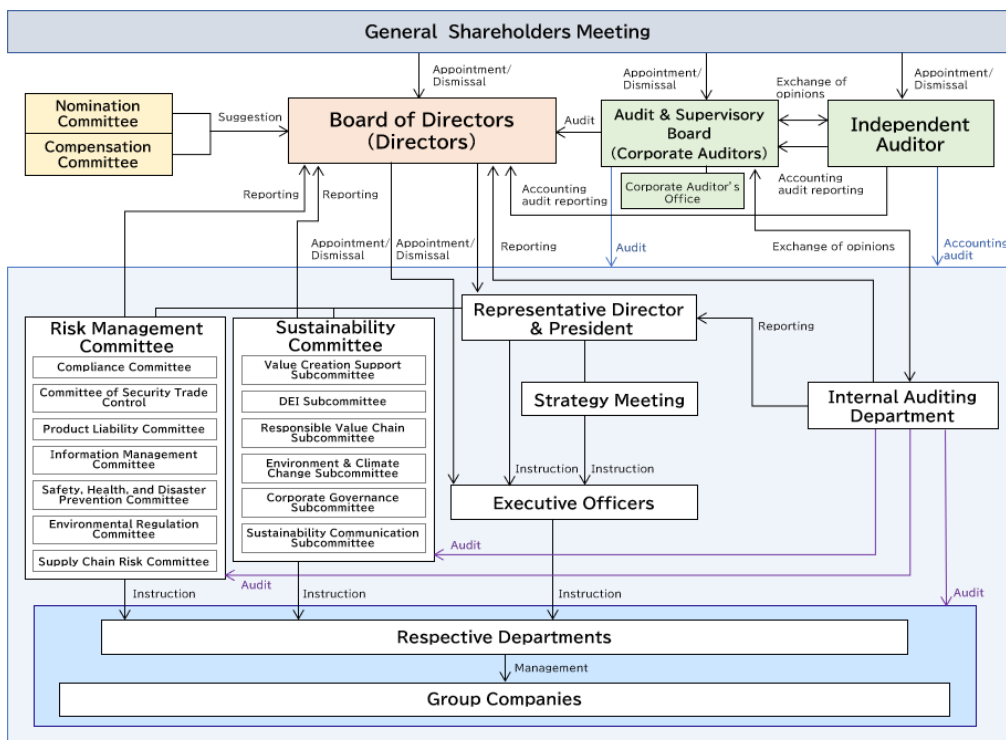 General Shareholders Meeting
Appointment/
Dismissal
Appointment/
Dismissal
Exchange of
opinions
Appointment/
Dismissal
Nomination
Committee
Compensation
Committee
Suggestion
Board of Directors
(Directors)
Audit
Audit & Supervisory
Board
(Corporate Auditors)
Independent
Auditor
Corporate Auditor's
Office
Reporting
Reporting
Accounting
audit reporting
Accounting
audit reporting
Appointment/
Dismissal
Appointment/
Dismissal
Reporting
Audit
Exchange of opinions
Accounting
audit
Risk Management
Committee
Compliance Committee
Committee of Security Trade
Control
Product Liability Committee
Information Management
Committee
Safety, Health, and Disaster
Prevention Committee
Environmental Regulation
Committee
Supply Chain Risk Committee
Sustainability
Committee
Value Creation Support
Subcommittee
DEI Subcommittee
Responsible Value Chain
Subcommittee
Environment & Climate
Change Subcommittee
Corporate Governance
Subcommittee
Sustainability Communication
Subcommittee
Representative Director
& President
Reporting
Strategy Meeting
Internal Auditing
Department
Instruction
Instruction
Executive Officers
Audit
Audit
Audit
Instruction
Instruction
Instruction
Respective Departments
Management
Group Companies